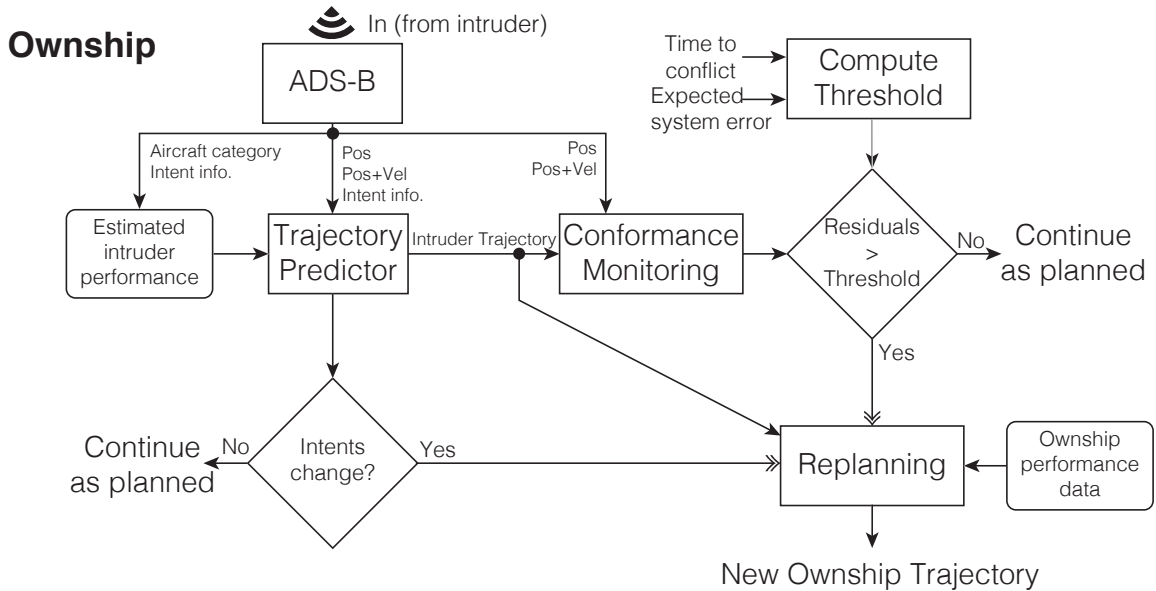 Ownship
In (from intruder)
ADS-B
Time to
conflict
Expected
system error
Compute
Threshold
Aircraft category
Intent info.
Pos
Pos+Vel
Intent info.
Pos
Pos+Vel
Estimated
intruder
performance
Trajectory
Predictor
Intruder Trajectory
Conformance
Monitoring
Residuals
>
Threshold
No
Continue
as planned
Yes
Continue
as planned
No
Intents
change?
Yes
Replanning
Ownship
performance
data
New Ownship Trajectory